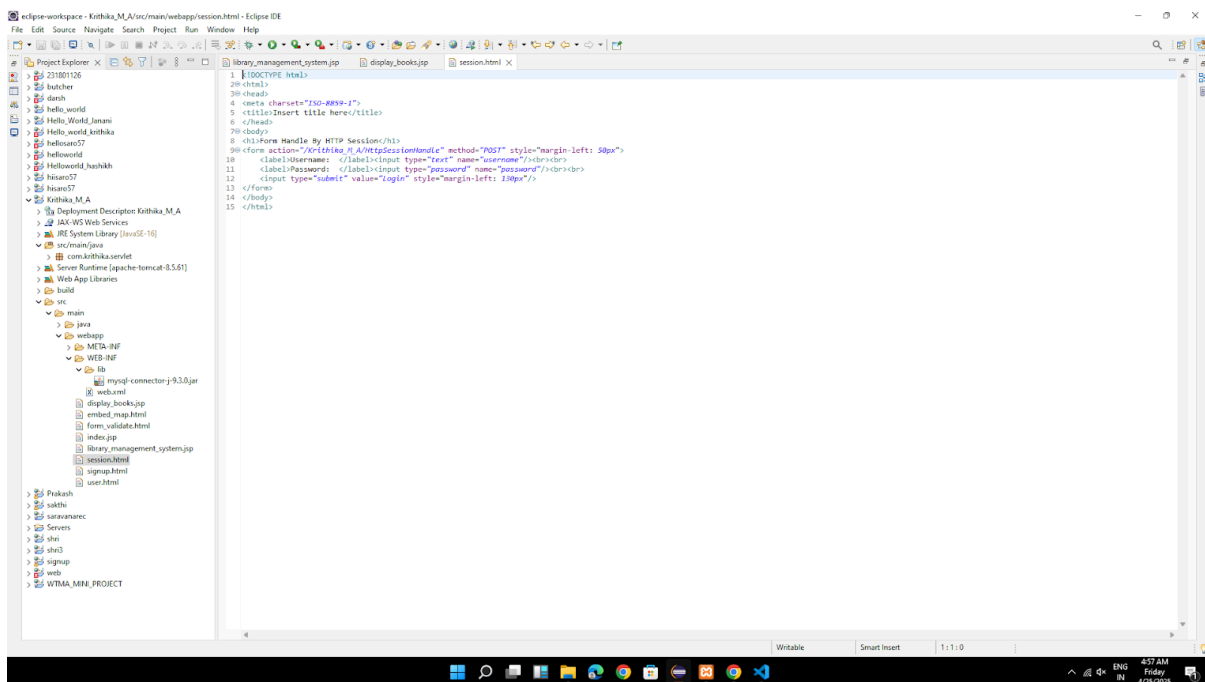 eclipse-workspace - Krithika_M_A/src/main/webapp/session.html - Eclipse IDE
File Edit Source Navigate Search Project Run Window Help
Project Explorer
library_management_system.jsp
display_books.jsp
session.html
231801126
butcher
darsh
hello_world
Hello_World_Janani
Hello_world_krithika
hellosaro57
helloworld
Helloworld_hashikh
hiisaro57
hisaro57
Krithika_M_A
Deployment Descriptor: Krithika_M_A
JAX-WS Web Services
JRE System Library [JavaSE-16]
src/main/java
com.krithika.servlet
Server Runtime [apache-tomcat-8.5.61]
Web App Libraries
build
src
main
java
webapp
META-INF
WEB-INF
lib
mysql-connector-j-9.3.0.jar
web.xml
display_books.jsp
embed_map.html
form_validate.html
index.jsp
library_management_system.jsp
session.html
signup.html
user.html
Prakash
sakthi
saravanarec
Servers
shri
shri3
signup
web
WTMA_MINI_PROJECT
1 <!DOCTYPE html>
2 <html>
3 <head>
4 <meta charset="ISO-8859-1">
5 <title>Insert title here</title>
6 </head>
7 <body>
8 <h1>Form Handle By HTTP Session</h1>
9 <form action="/Krithika_M_A/HttpSessionHandle" method="POST" style="margin-left: 50px">
10 <label>Username: </label><input type="text" name="username"/><br><br>
11 <label>Password: </label><input type="password" name="password"/><br><br>
12 <input type="submit" value="Login" style="margin-left: 130px"/>
13 </form>
14 </body>
15 </html>
Writable
Smart Insert
1 : 1 : 0
ENG
IN
4:57 AM
Friday
4/25/2025